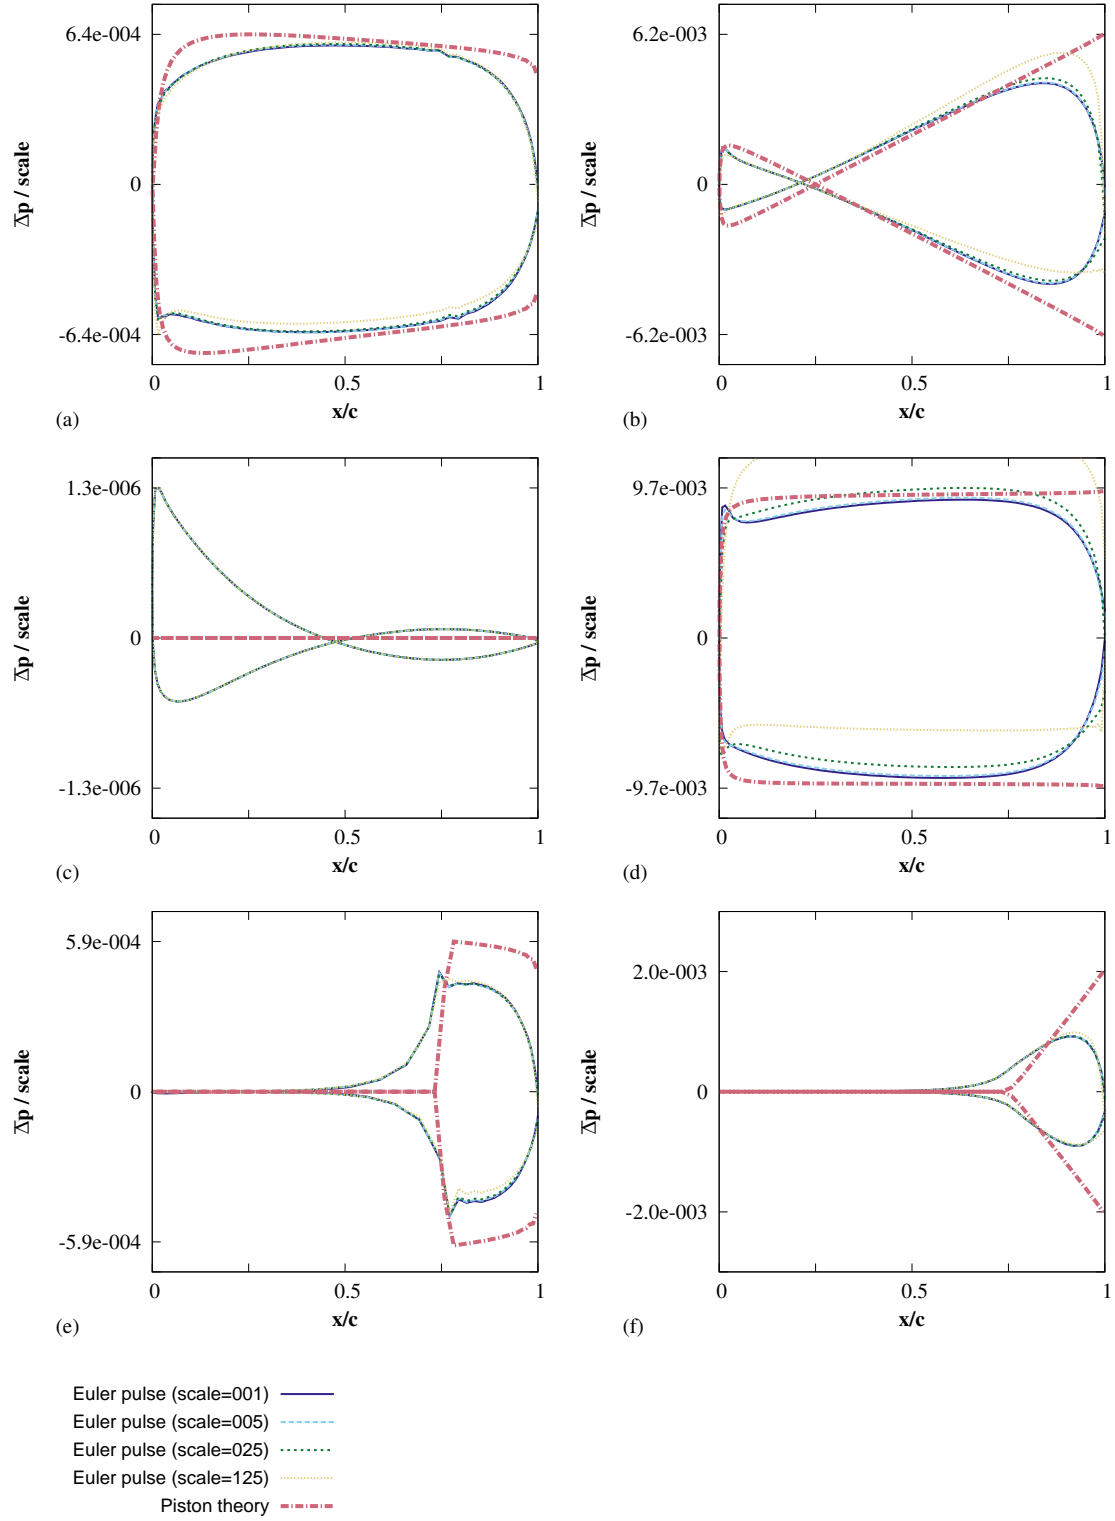 6.4e-004
0
-6.4e-004
Δp / scale
0 0.5 1
x/c
(a)
6.2e-003
0
-6.2e-003
Δp / scale
0 0.5 1
x/c
(b)
1.3e-006
0
-1.3e-006
Δp / scale
0 0.5 1
x/c
(c)
9.7e-003
0
-9.7e-003
Δp / scale
0 0.5 1
x/c
(d)
5.9e-004
0
-5.9e-004
Δp / scale
0 0.5 1
x/c
(e)
2.0e-003
0
-2.0e-003
Δp / scale
0 0.5 1
x/c
(f)
Euler pulse (scale=001)
Euler pulse (scale=005)
Euler pulse (scale=025)
Euler pulse (scale=125)
Piston theory